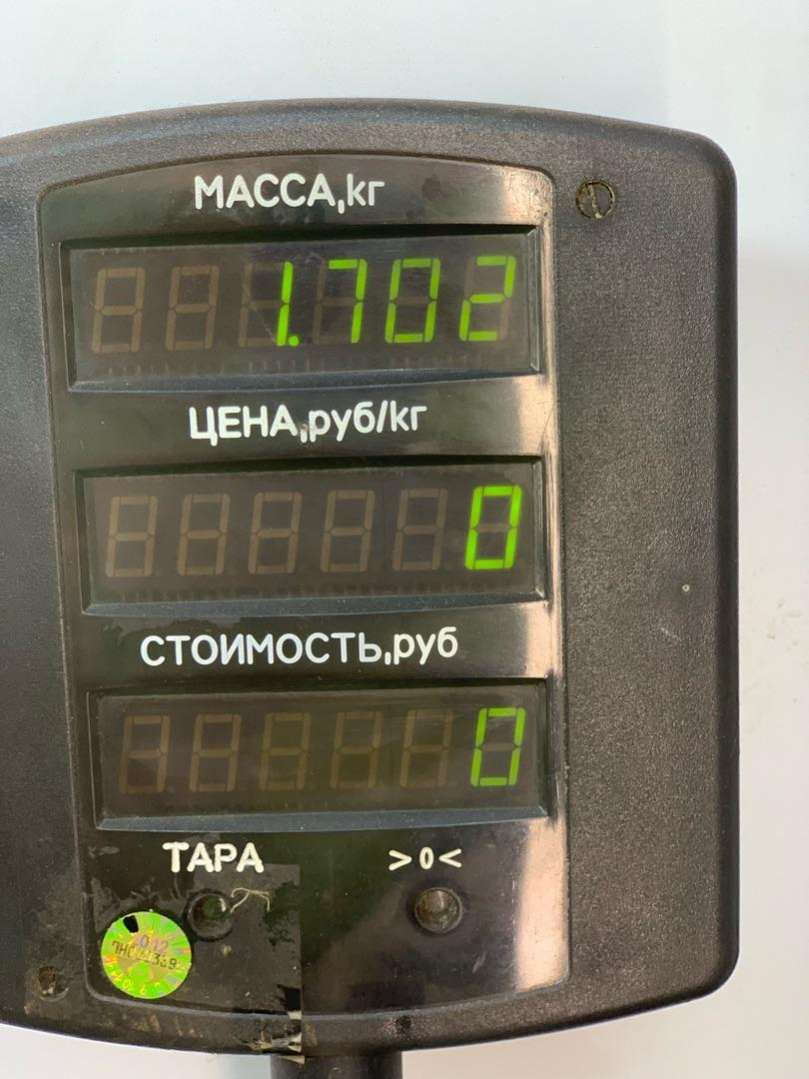 МАССА,кг
1.702
ЦЕНА,руб/кг
0
СТОИМОСТЬ,руб
0
ТАРА >0<